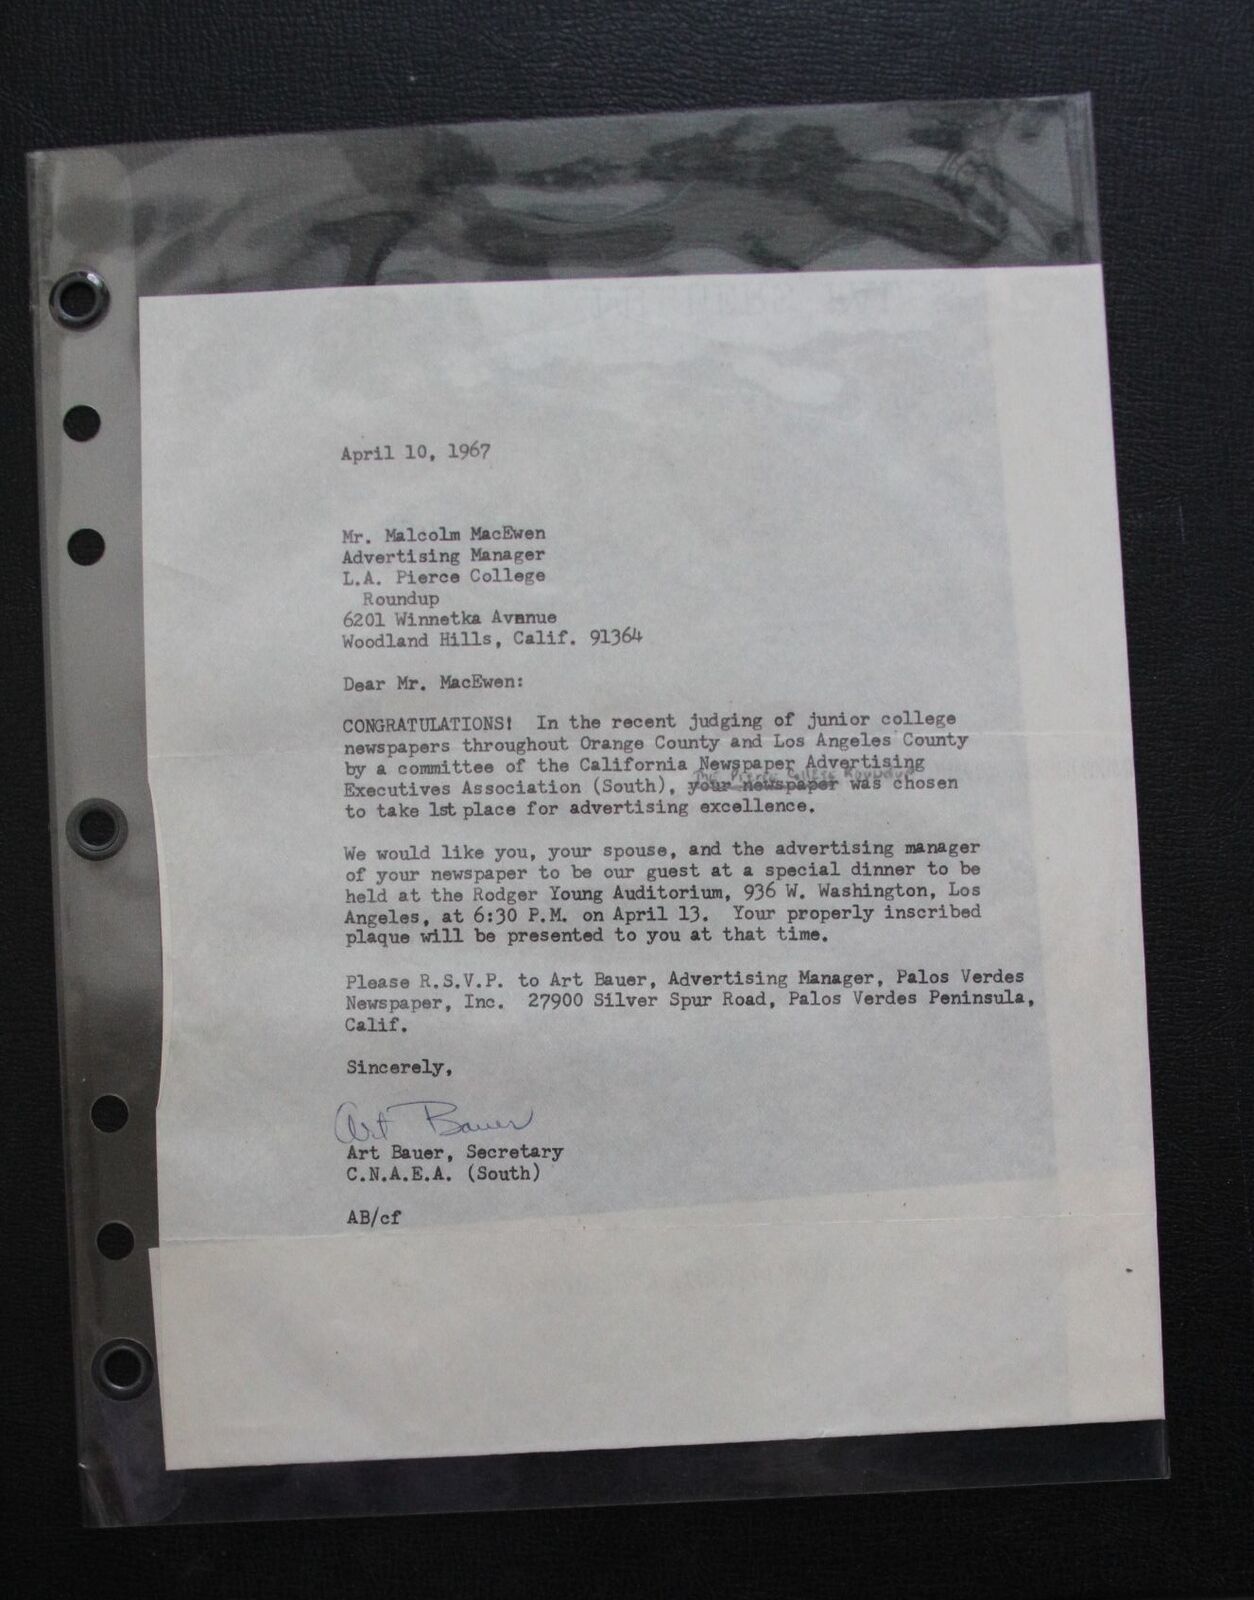 April 10, 1967
Mr. Malcolm MacEwen
Advertising Manager
L.A. Pierce College
Roundup
6201 Winnetka Avenue
Woodland Hills, Calif. 91364
Dear Mr. MacEwen:
CONGRATULATIONS! In the recent judging of junior college
newspapers throughout Orange County and Los Angeles County
by a committee of the California Newspaper Advertising
The Pierce College Roundup
Executives Association (South), your newspaper was chosen
to take 1st place for advertising excellence.
We would like you, your spouse, and the advertising manager
of your newspaper to be our guest at a special dinner to be
held at the Rodger Young Auditorium, 936 W. Washington, Los
Angeles, at 6:30 P.M. on April 13. Your properly inscribed
plaque will be presented to you at that time.
Please R.S.V.P. to Art Bauer, Advertising Manager, Palos Verdes
Newspaper, Inc. 27900 Silver Spur Road, Palos Verdes Peninsula,
Calif.
Sincerely,
Art Bauer
Art Bauer, Secretary
C.N.A.E.A. (South)
AB/cf